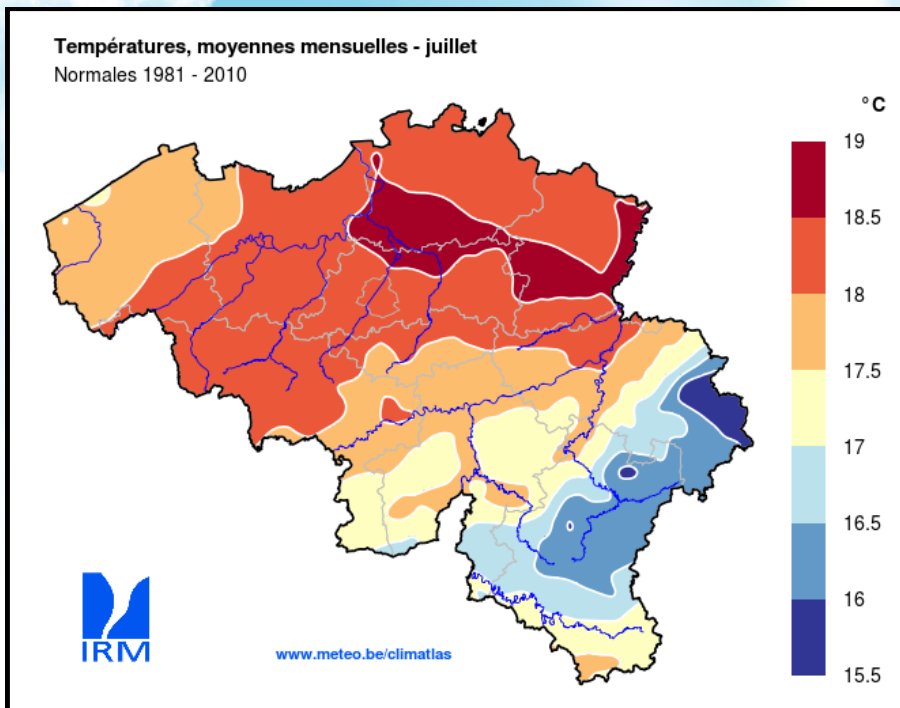 Températures, moyennes mensuelles - juillet
Normales 1981 - 2010
°C
19
18.5
18
17.5
17
16.5
16
15.5
IRM
www.meteo.be/climatlas